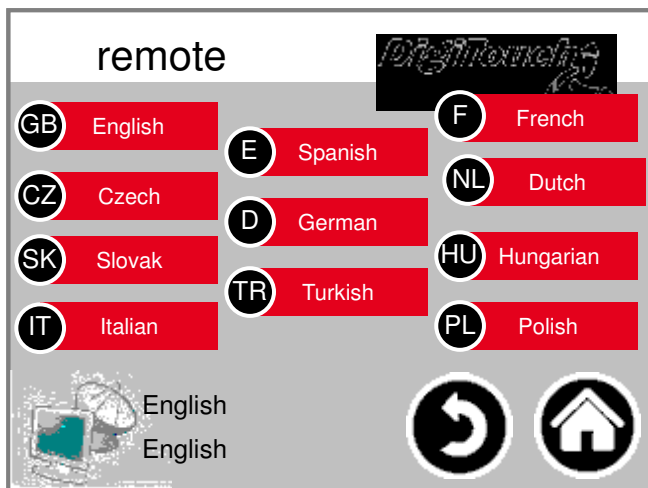 remote
DigiTouch
GB English
CZ Czech
SK Slovak
IT Italian
E Spanish
D German
TR Turkish
F French
NL Dutch
HU Hungarian
PL Polish
English
English